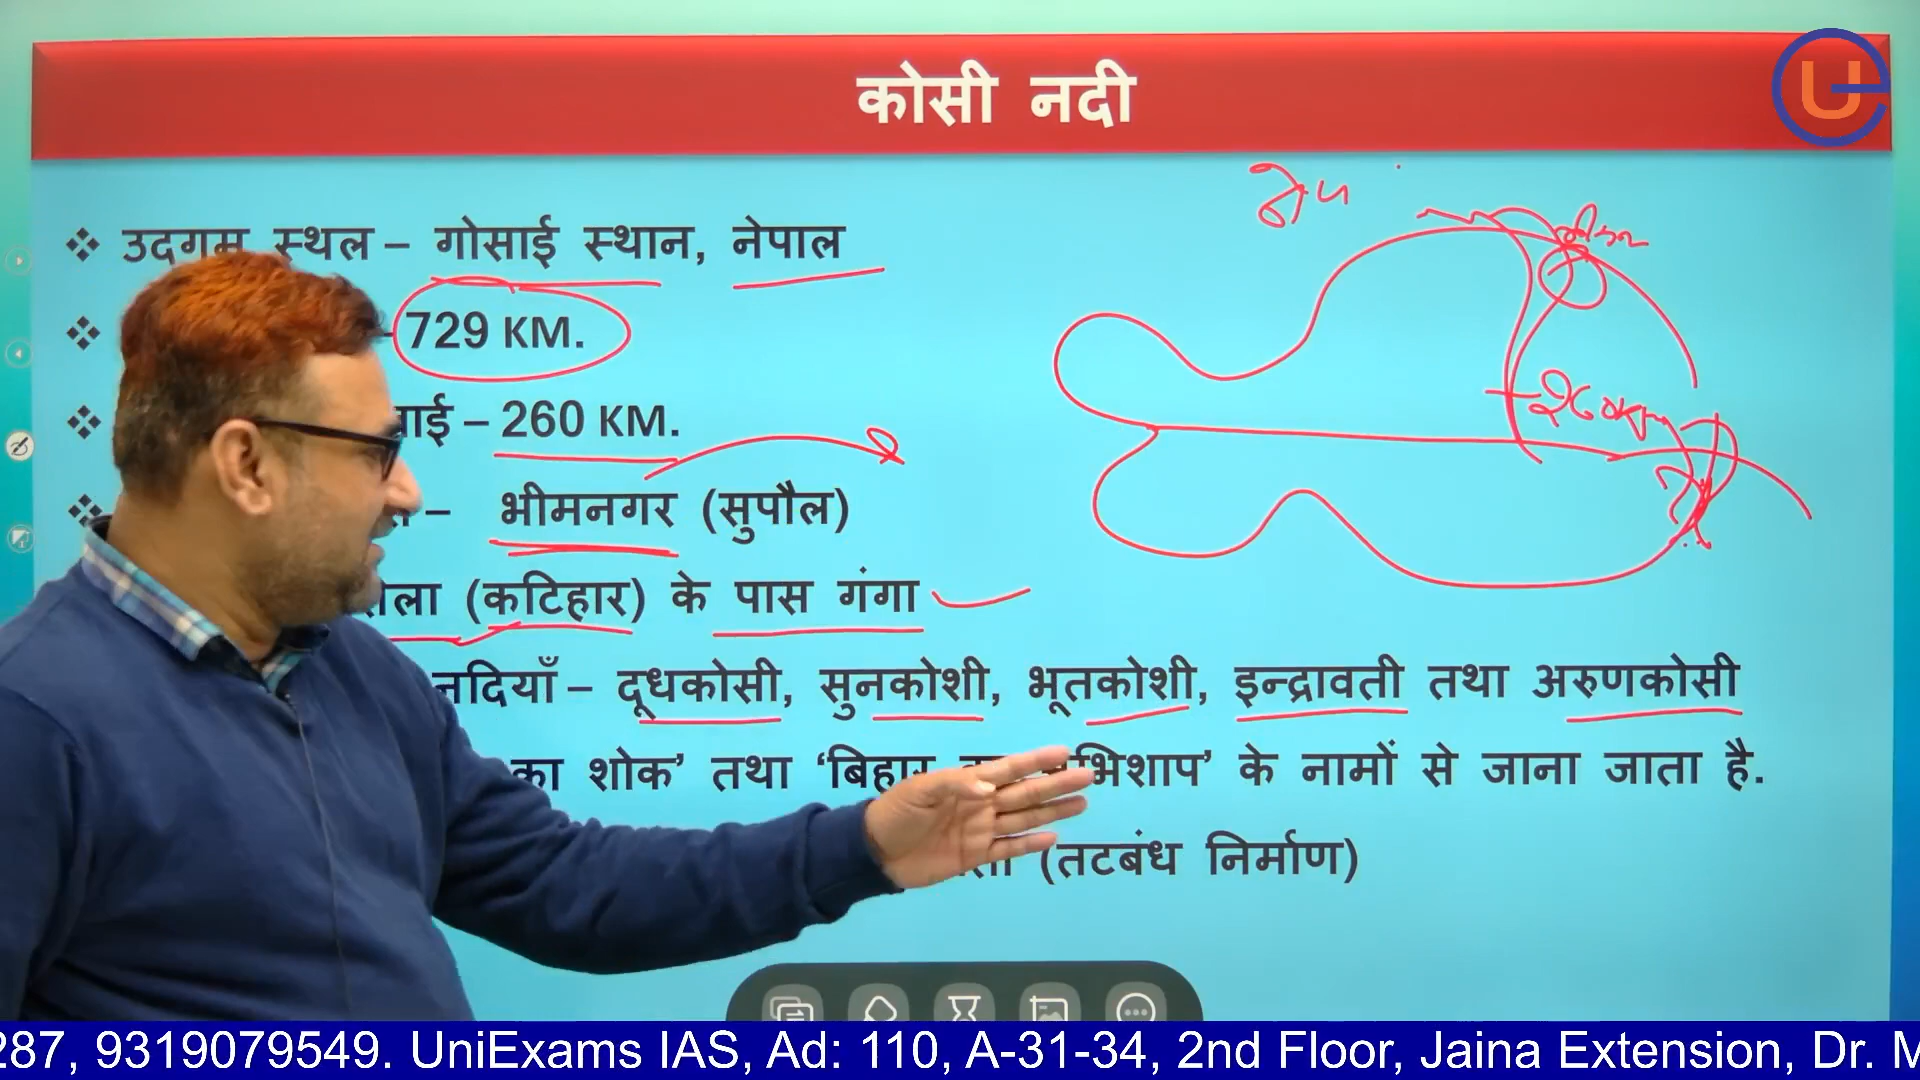 कोसी नदी
उदगम स्थल – गोसाई स्थान, नेपाल
- 729 KM.
– 260 KM.
– भीमनगर (सुपौल)
(कटिहार) के पास गंगा
नदियाँ – दूधकोसी, सुनकोशी, भूतकोशी, इन्द्रावती तथा अरुणकोसी
का शोक’ तथा ‘बिहार के नामों से जाना जाता है.
(तटबंध निर्माण)
287, 9319079549. UniExams IAS, Ad: 110, A-31-34, 2nd Floor, Jaina Extension, Dr. M